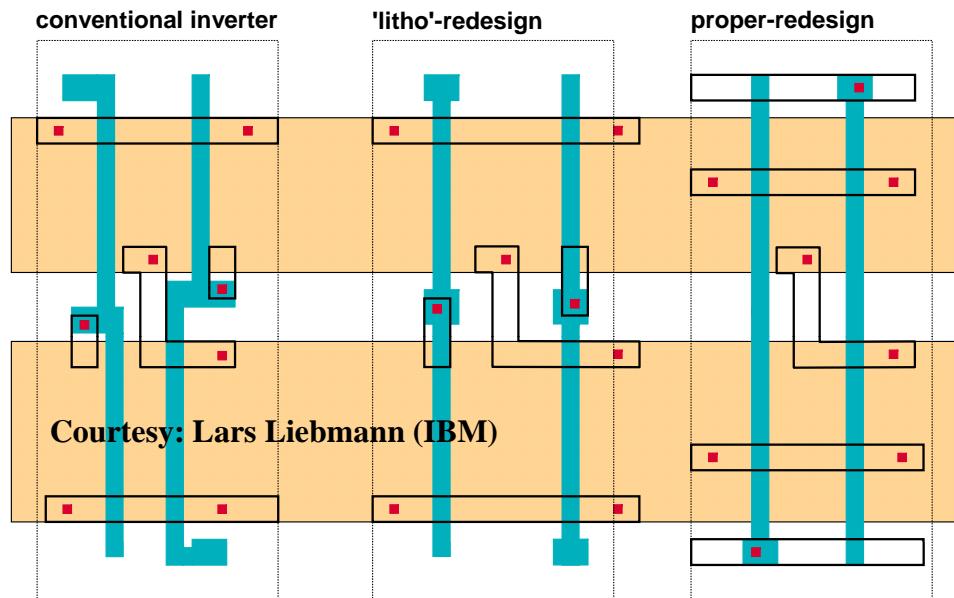 conventional inverter
'litho'-redesign
proper-redesign
Courtesy: Lars Liebmann (IBM)